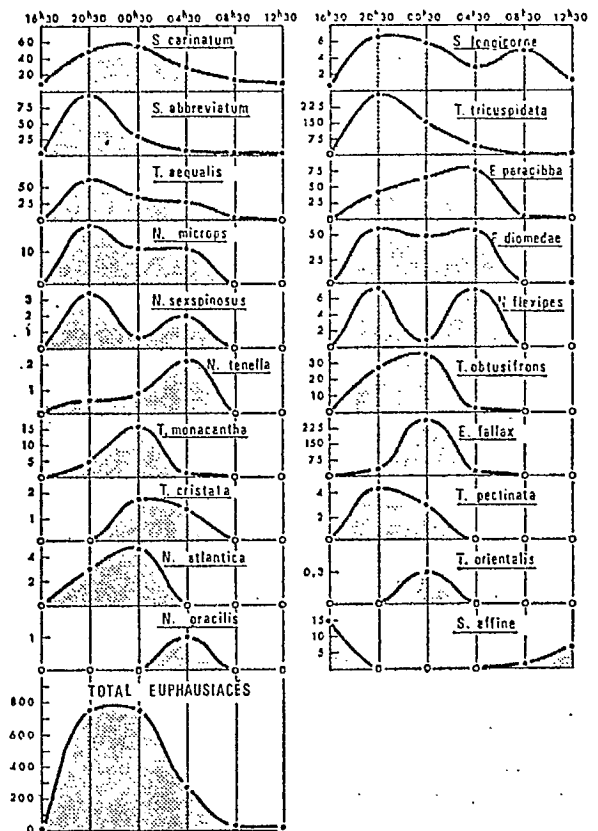 16h30 20h30 00h30 04h30 08h30 12h30
S. carinatum
60
40
20
S. abbreviatum
75
50
25
T. aequalis
50
25
N. microps
10
N. sexspinosus
3
2
1
N. tenella
2
1
T. monacantha
15
10
5
T. cristata
2
1
N. atlantica
4
2
N. gracilis
1
TOTAL EUPHAUSIACÉS
800
600
400
200
0
16h30 20h30 00h30 04h30 08h30 12h30
S. longicorne
6
4
2
T. tricuspidata
225
150
75
E. paracibba
75
50
25
E. diomedae
50
25
N. flexipes
6
4
2
T. obtusifrons
30
20
10
E. fallax
225
150
75
T. pectinata
4
2
T. orientalis
0,3
S. affine
15
10
5